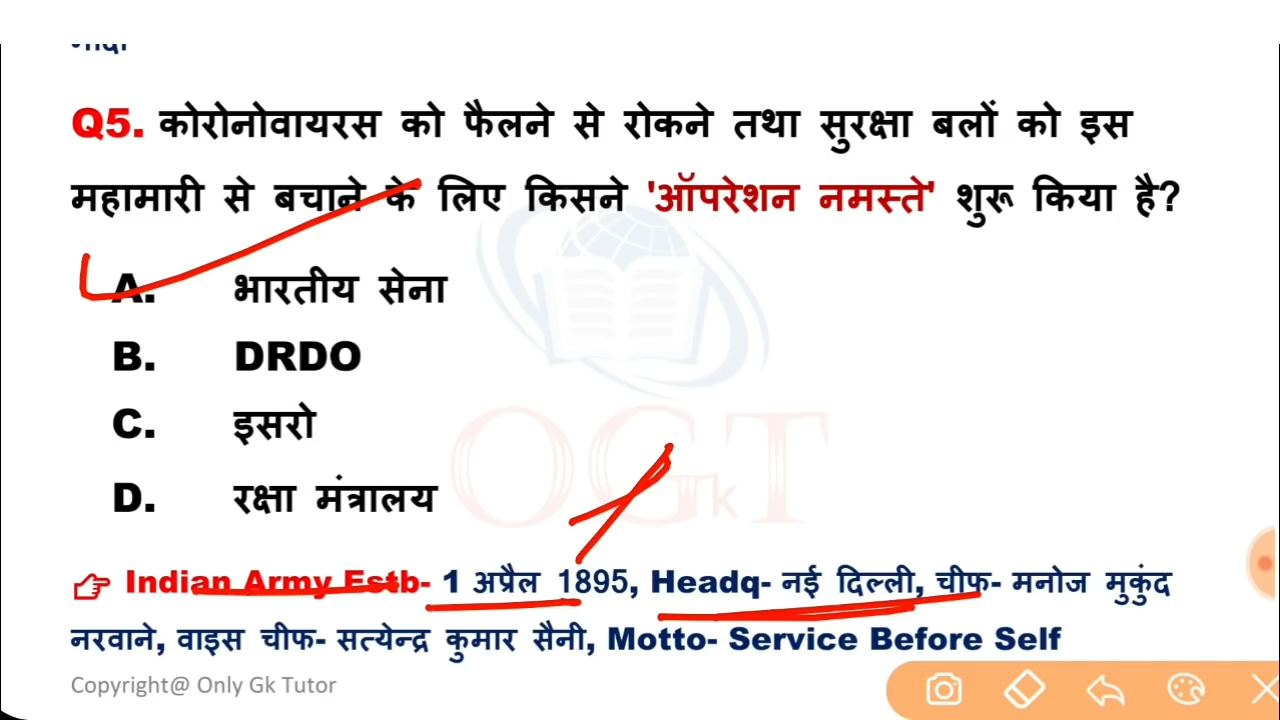 Q5. कोरोनोवायरस को फैलने से रोकने तथा सुरक्षा बलों को इस
महामारी से बचाने के लिए किसने 'ऑपरेशन नमस्ते' शुरू किया है?
A. भारतीय सेना
B. DRDO
C. इसरो
D. रक्षा मंत्रालय
OGT
Gk
Indian Army Estb- 1 अप्रैल 1895, Headq- नई दिल्ली, चीफ- मनोज मुकुंद
नरवाने, वाइस चीफ- सत्येन्द्र कुमार सैनी, Motto- Service Before Self
Copyright@ Only Gk Tutor